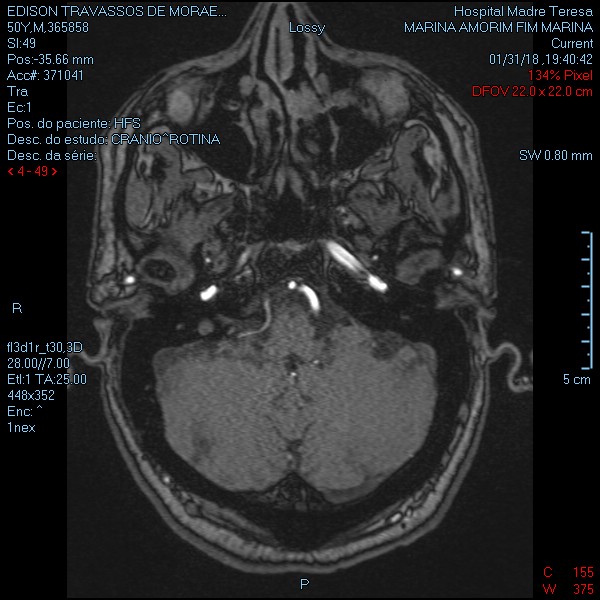 EDISON TRAVASSOS DE MORAE...
50Y,M,365858
Sl:49
Pos:-35.66 mm
Acc#: 371041
Tra
Ec:1
Pos. do paciente: HFS
Desc. do estudo: CRANIO^ROTINA
Desc. da série:
< 4 - 49 >
Lossy
Hospital Madre Teresa
MARINA AMORIM FIM MARINA
Current
01/31/18 ,19:40:42
134% Pixel
DFOV 22.0 x 22.0 cm
SW 0.80 mm
R
5 cm
fl3d1r_t30,3D
28.00//7.00
Etl:1 TA:25.00
448x352
Enc: ^
1nex
P
C 155
W 375